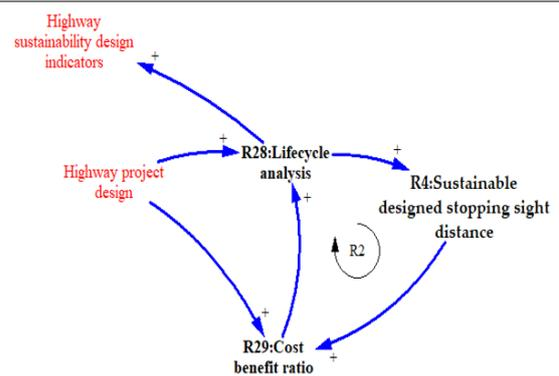 Highway
sustainability design
indicators
+
+
+
R28:Lifecycle
analysis
Highway project
design
R4:Sustainable
designed stopping sight
distance
+
R2
+
R29:Cost
benefit ratio
+